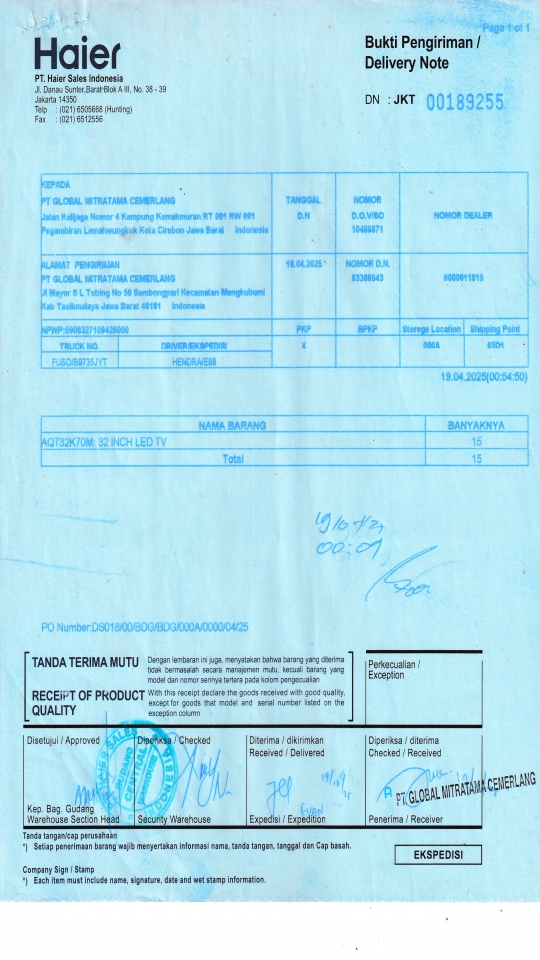 Page 1 of 1
Haier
PT. Haier Sales Indonesia
Jl. Danau Sunter,Barat Blok A III, No. 38 - 39
Jakarta 14350
Telp : (021) 6505668 (Hunting)
Fax : (021) 6512556
Bukti Pengiriman /
Delivery Note
DN : JKT 00189255
KEPADA
PT GLOBAL MITRATAMA CEMERLANG
Jalan Kalijaga Nomor 4 Kampung Kemakmuran RT 001 RW 001
Pegambiran Lemahwungkuk Kota Cirebon Jawa Barat Indonesia
TANGGAL
D.N
NOMOR
D.O.V/SO
10469871
NOMOR DEALER
ALAMAT PENGIRIMAN
PT GLOBAL MITRATAMA CEMERLANG
Jl Mayor S L Tobing No 59 Sambongpari Kecamatan Mangkubumi
Kab Tasikmalaya Jawa Barat 46181 Indonesia
19.04.2025
NOMOR D.N.
83386543
NPWP:
PKP
BPKP
Storege Location
Shipping Point
TRUCK NO.
DRIVER/EKSPEDISI
X
000A
FUSO/B9735JYT
19.04.2025(00:54:50)
NAMA BARANG BANYAKNYA
AQT32K70M: 32 INCH LED TV 15
Total 15
00:09
PO Number:DS018/00/BDG/BDG/000A/0000/04/25
TANDA TERIMA MUTU
Dengan lembaran ini juga, menyatakan bahwa barang yang diterima
tidak bermasalah secara manajemen mutu, kecuali barang yang
model dan nomor serinya tertera pada kolom pengecualian
RECEIPT OF PRODUCT
QUALITY
With this receipt declare the goods received with good quality,
except for goods that model and serial number listed on the
exception column
Perkecualian /
Exception
Disetujui / Approved
Diperiksa / Checked
Diterima / dikirimkan
Received / Delivered
Diperiksa / diterima
Checked / Received
PT. GLOBAL MITRATAMA CEMERLANG
Kep. Bag. Gudang
Warehouse Section Head
Security Warehouse
Expedisi / Expedition
Penerima / Receiver
Tanda tangan/cap perusahaan
*) Setiap penerimaan barang wajib menyertakan informasi nama, tanda tangan, tanggal dan Cap basah.
EKSPEDISI
Company Sign / Stamp
*) Each item must include name, signature, date and wet stamp information.